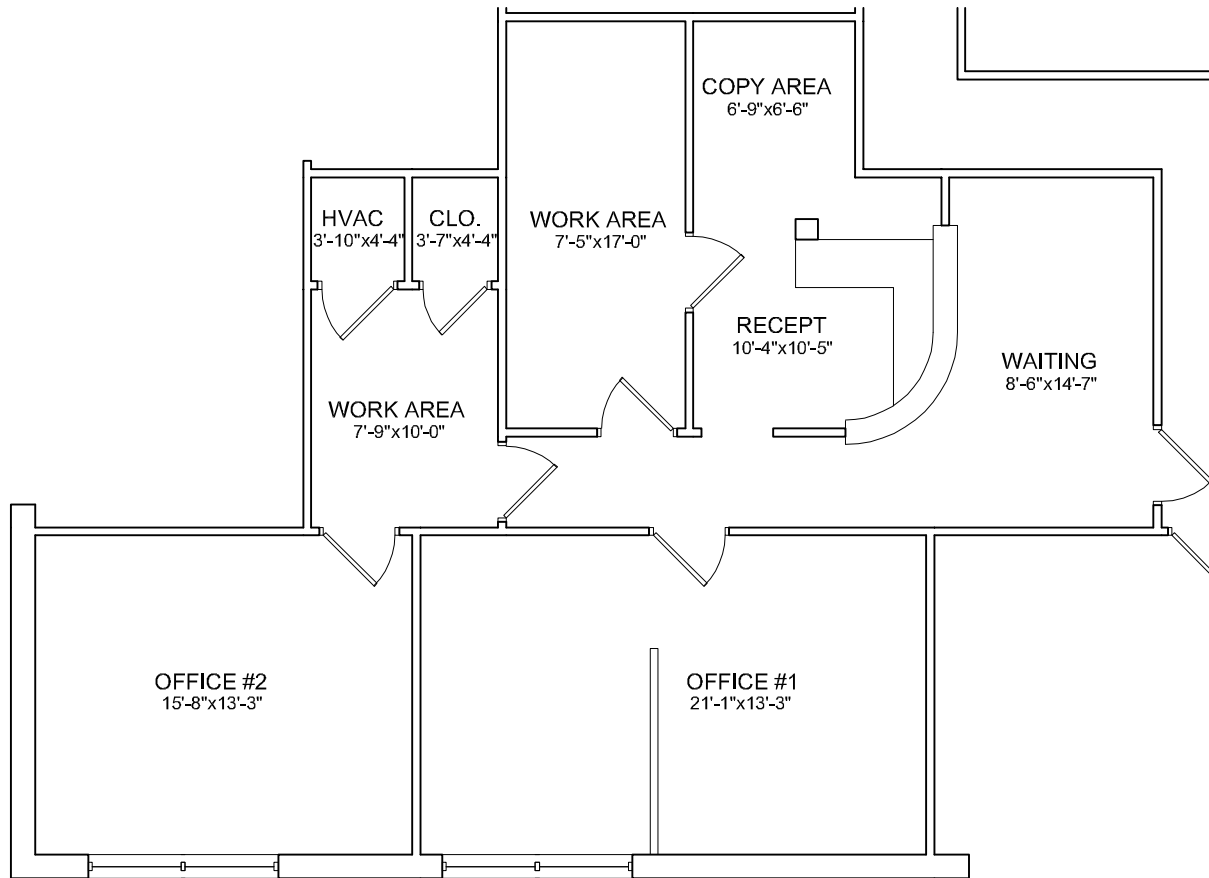 COPY AREA
6'-9"x6'-6"
HVAC
3'-10"x4'-4"
CLO.
3'-7"x4'-4"
WORK AREA
7'-5"x17'-0"
RECEPT
10'-4"x10'-5"
WAITING
8'-6"x14'-7"
WORK AREA
7'-9"x10'-0"
OFFICE #2
15'-8"x13'-3"
OFFICE #1
21'-1"x13'-3"